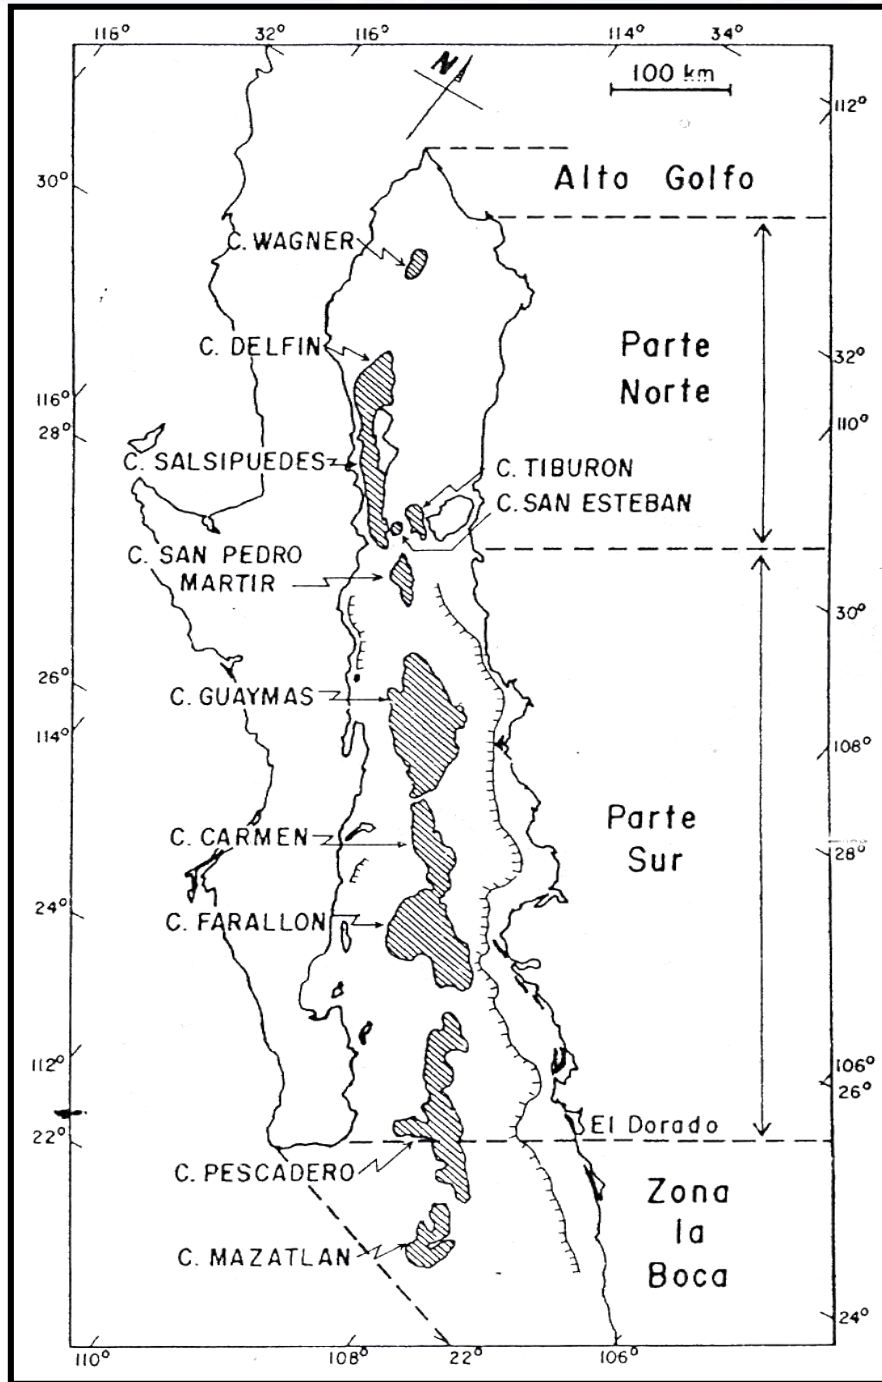 118° 32° 116° 114° 34°
N
100 km
112°
Alto Golfo
30°
C. WAGNER
C. DELFIN
Parte
Norte
32°
116°
110°
28°
C. SALSIPUEDES
C. TIBURON
C. SAN ESTEBAN
C. SAN PEDRO
MARTIR
30°
26°
C. GUAYMAS
114°
108°
Parte
Sur
C. CARMEN
28°
24°
C. FARALLON
112°
106°
26°
El Dorado
22°
C. PESCADERO
Zona
la
Boca
C. MAZATLAN
24°
110° 108° 22° 106°